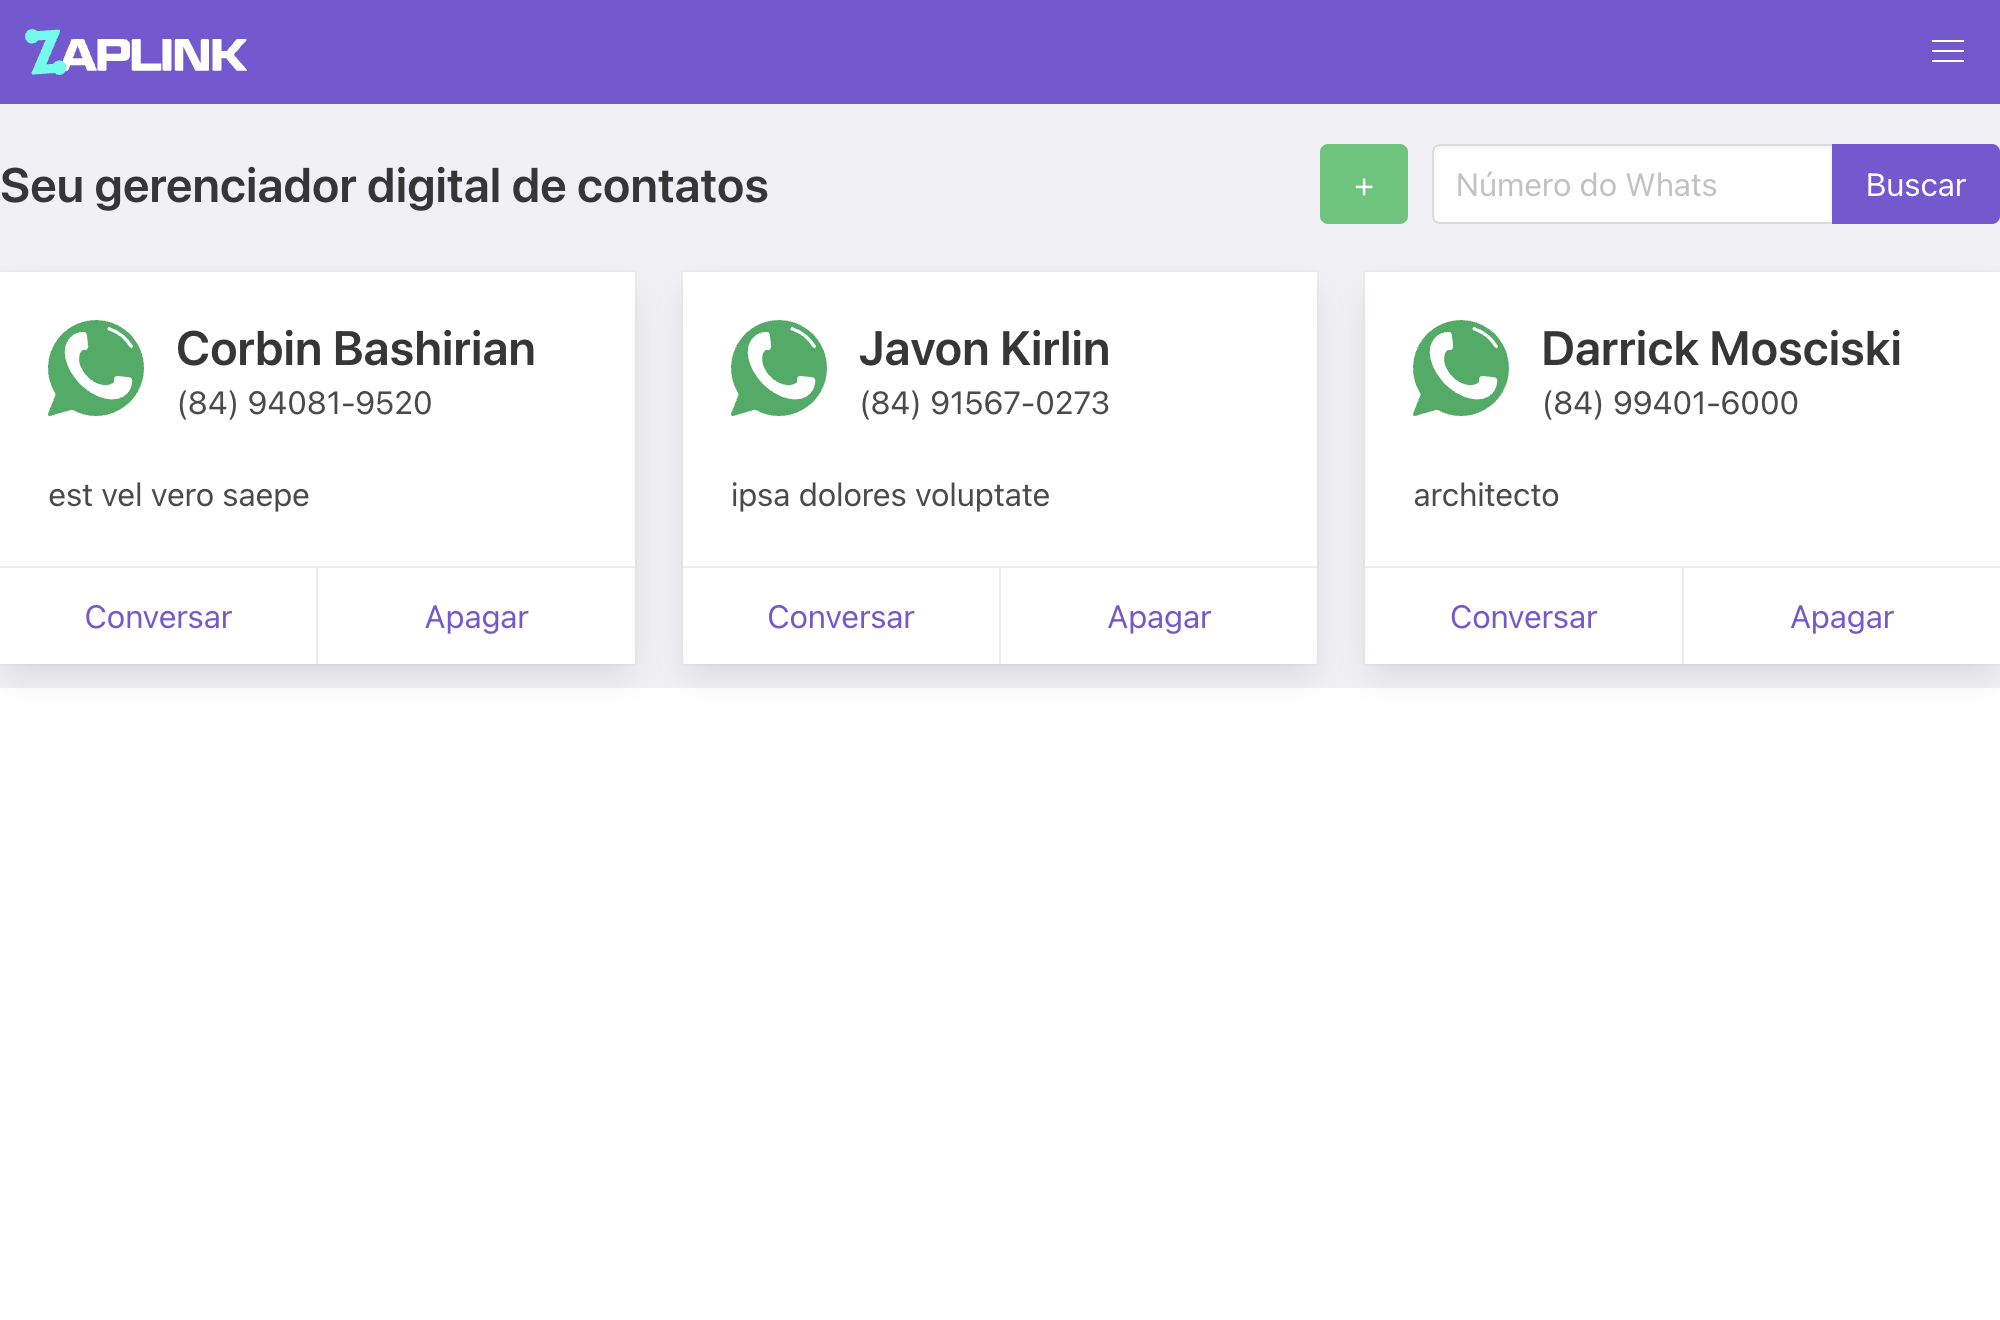 ZAPLINK
Seu gerenciador digital de contatos
+
Número do Whats
Buscar
Corbin Bashirian
(84) 94081-9520
est vel vero saepe
Conversar
Apagar
Javon Kirlin
(84) 91567-0273
ipsa dolores voluptate
Conversar
Apagar
Darrick Mosciski
(84) 99401-6000
architecto
Conversar
Apagar